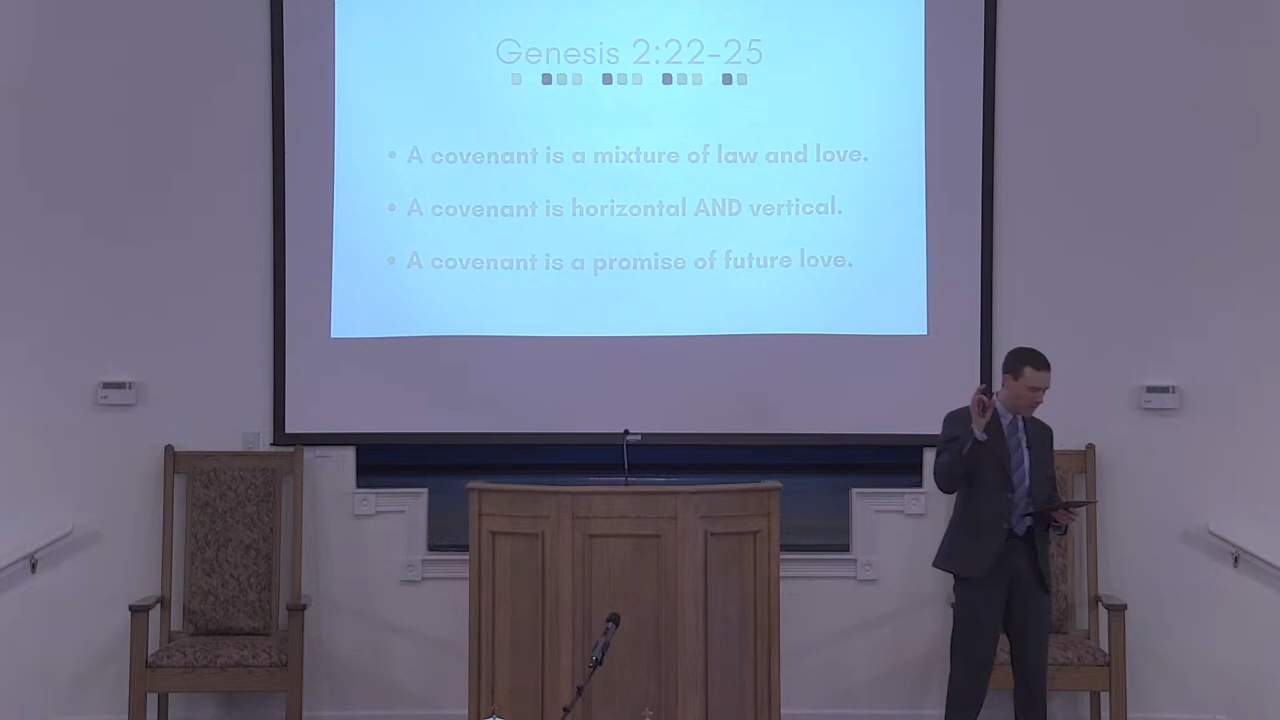 Genesis 2:22-25
• A covenant is a mixture of law and love.
• A covenant is horizontal AND vertical.
• A covenant is a promise of future love.